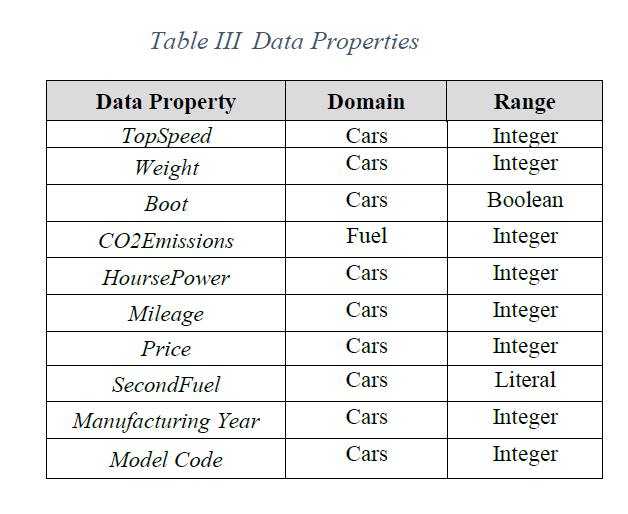 Table III Data Properties
Data Property Domain Range
TopSpeed Cars Integer
Weight Cars Integer
Boot Cars Boolean
CO2Emissions Fuel Integer
HoursePower Cars Integer
Mileage Cars Integer
Price Cars Integer
SecondFuel Cars Literal
Manufacturing Year Cars Integer
Model Code Cars Integer